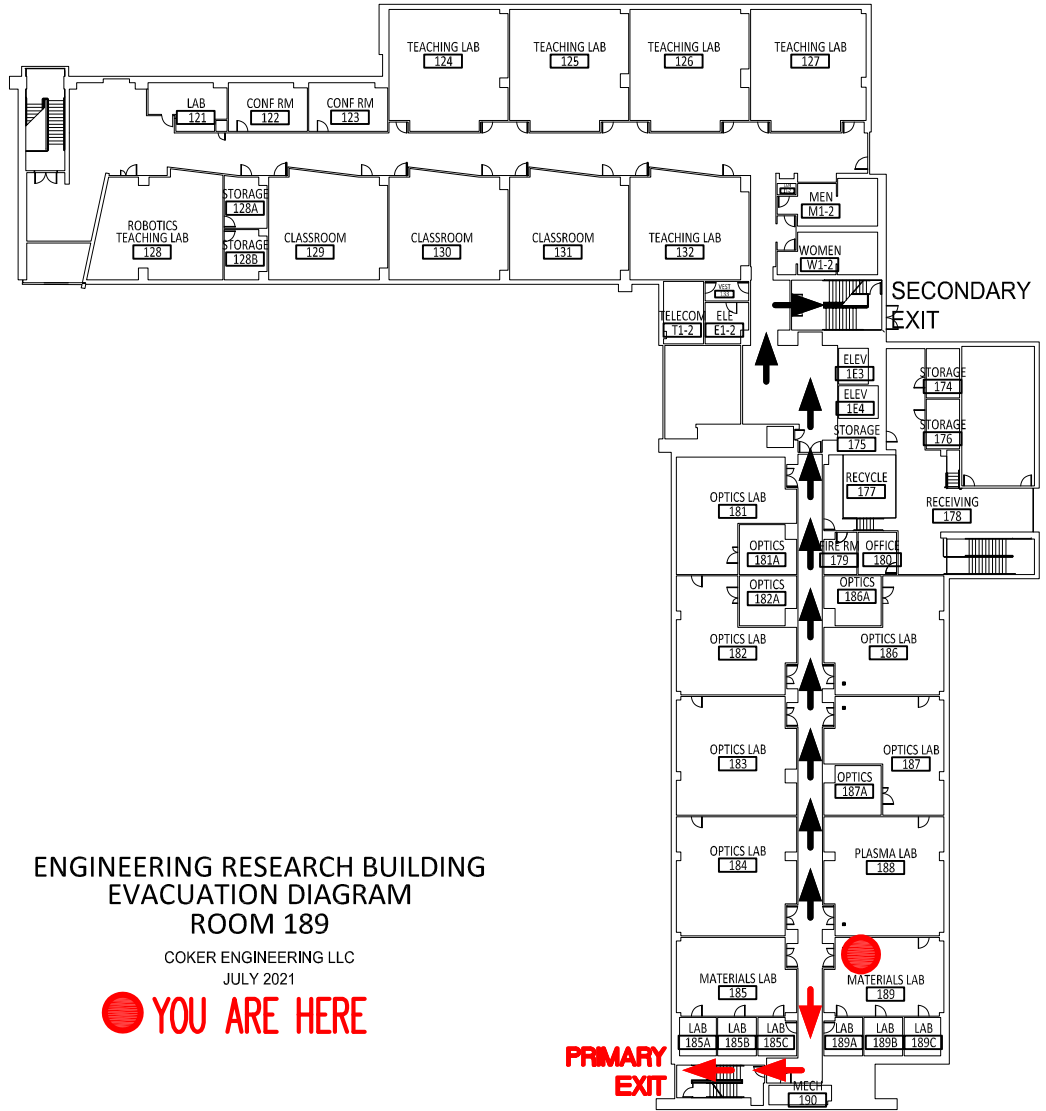 TEACHING LAB
124
TEACHING LAB
125
TEACHING LAB
126
TEACHING LAB
127
LAB
121
CONF RM
122
CONF RM
123
ROBOTICS
TEACHING LAB
128
STORAGE
128A
STORAGE
128B
CLASSROOM
129
CLASSROOM
130
CLASSROOM
131
TEACHING LAB
132
MEN
M1-2
WOMEN
W1-2
VEST
TELECOM
T1-2
ELE
E1-2
SECONDARY
EXIT
ELEV
1E3
ELEV
1E4
STORAGE
175
STORAGE
174
STORAGE
176
RECYCLE
177
RECEIVING
178
OPTICS LAB
181
OPTICS
181A
FIRE RM
179
OFFICE
180
OPTICS
182A
OPTICS
186A
OPTICS LAB
182
OPTICS LAB
186
OPTICS LAB
183
OPTICS LAB
187
OPTICS
187A
OPTICS LAB
184
PLASMA LAB
188
ENGINEERING RESEARCH BUILDING
EVACUATION DIAGRAM
ROOM 189
COKER ENGINEERING LLC
JULY 2021
YOU ARE HERE
MATERIALS LAB
185
MATERIALS LAB
189
LAB
185A
LAB
185B
LAB
185C
LAB
189A
LAB
189B
LAB
189C
PRIMARY
EXIT
MECH
190